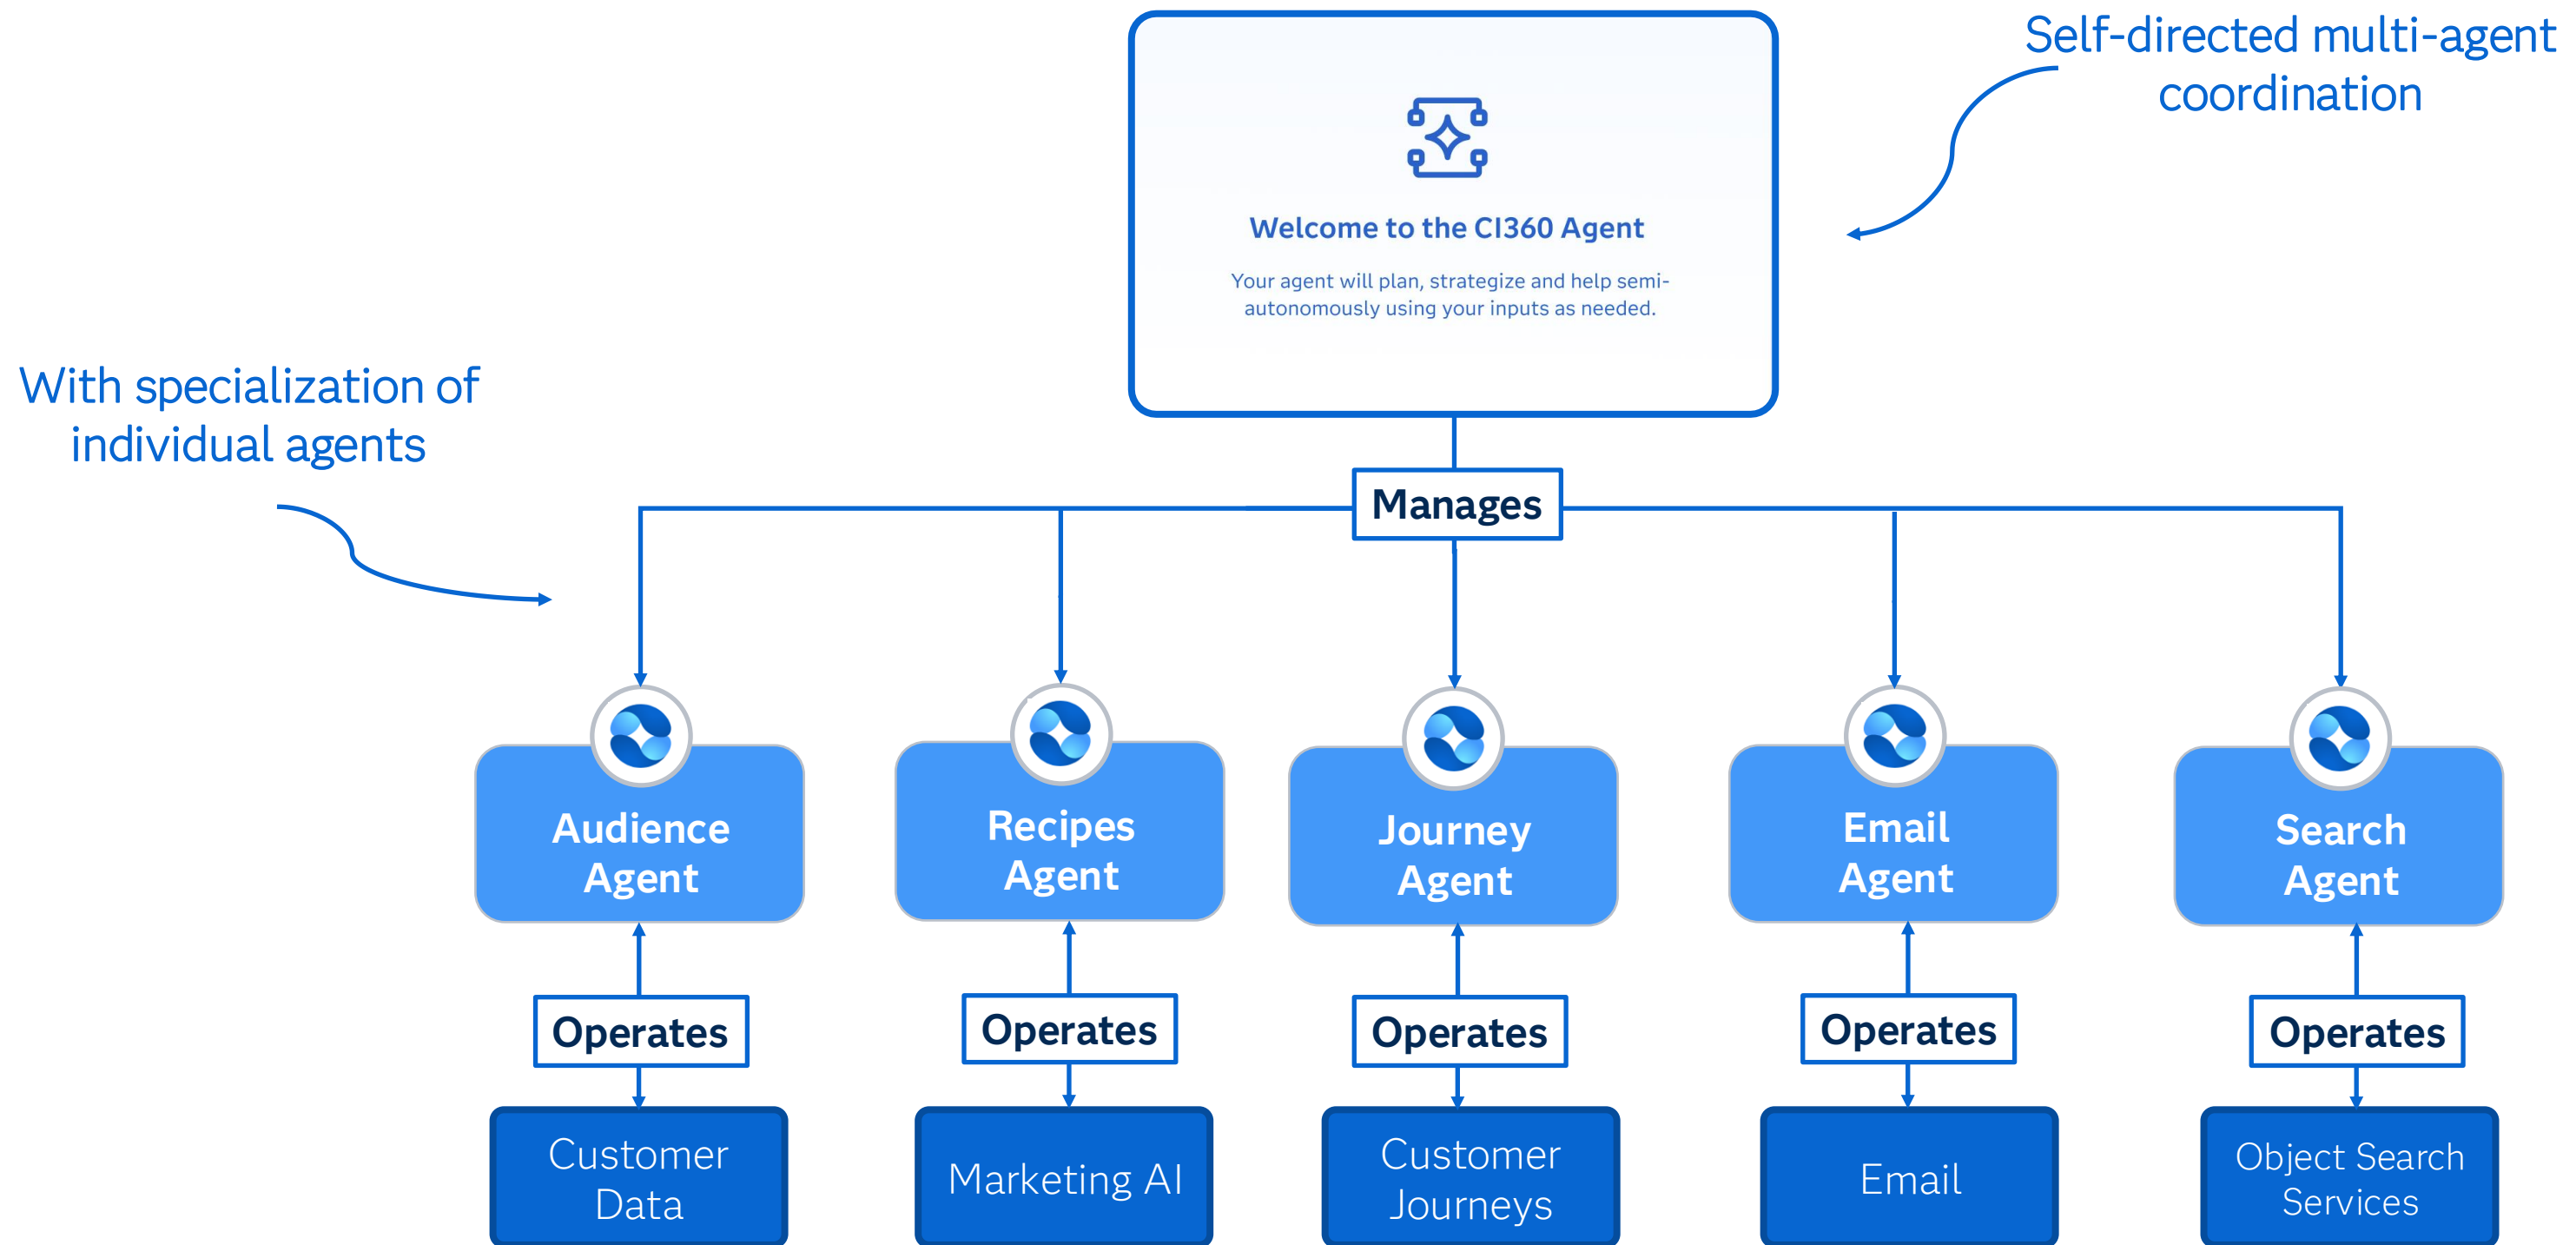 Self-directed multi-agent
coordination
Welcome to the CI360 Agent
Your agent will plan, strategize and help semi-
autonomously using your inputs as needed.
With specialization of
individual agents
Manages
Audience
Agent
Recipes
Agent
Journey
Agent
Email
Agent
Search
Agent
Operates
Operates
Operates
Operates
Operates
Customer
Data
Marketing AI
Customer
Journeys
Email
Object Search
Services